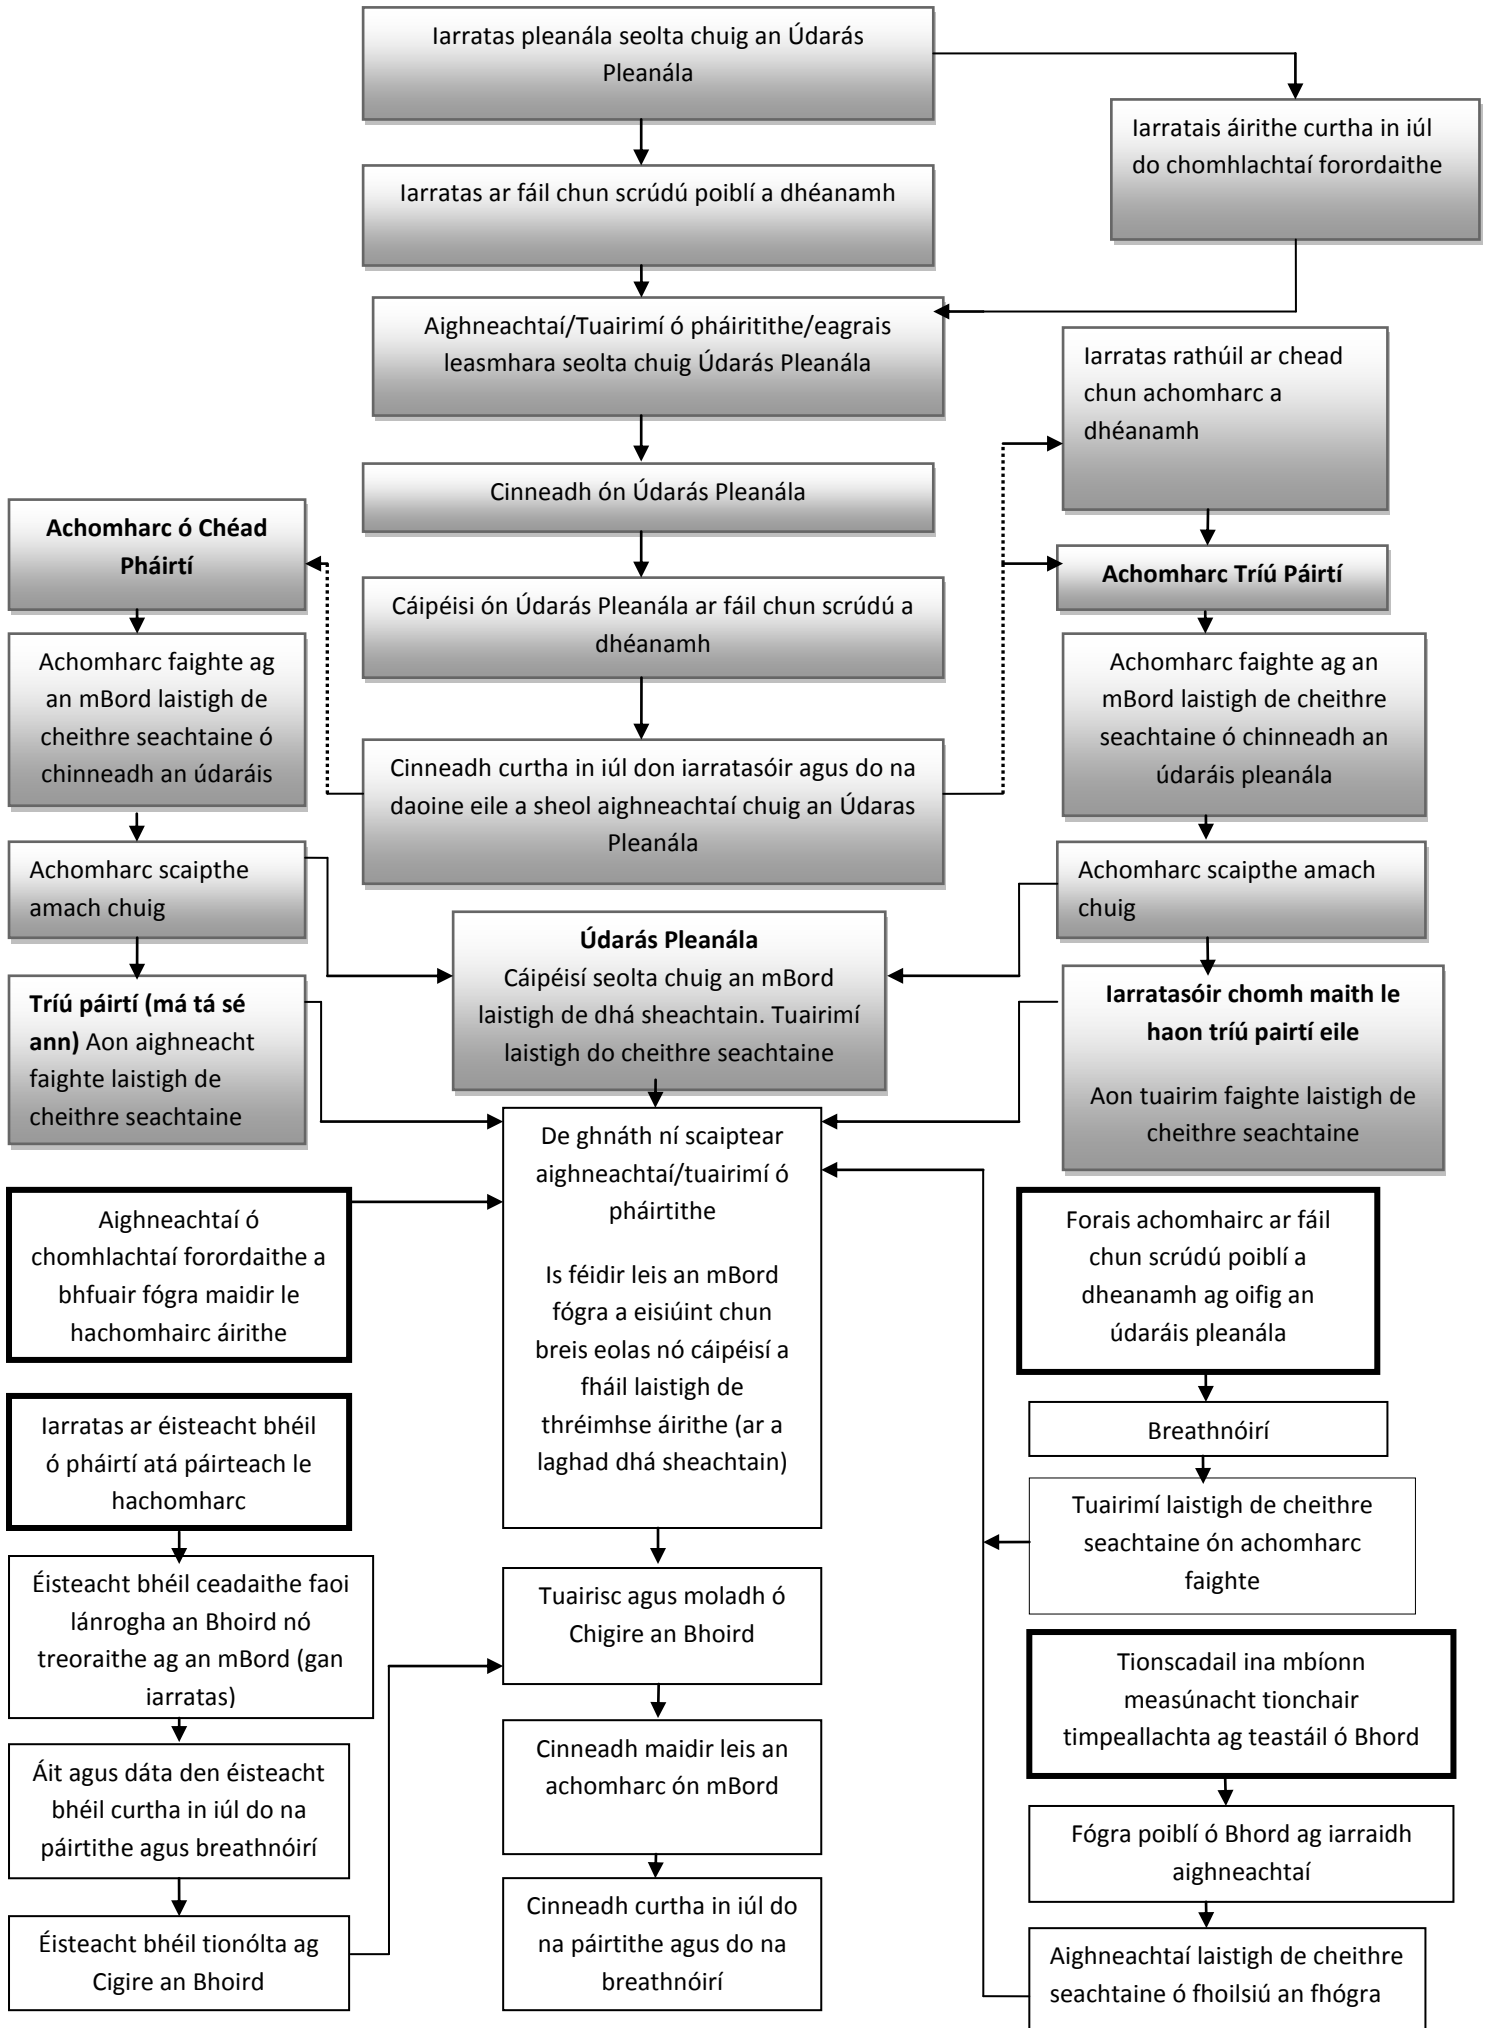 Iarratas pleanála seolta chuig an Údarás
Pleanála
Iarratais áirithe curtha in iúl
do chomhlachtaí forordaithe
Iarratas ar fáil chun scrúdú poiblí a dhéanamh
Aighneachtaí/Tuairimí ó pháiritithe/eagrais
leasmhara seolta chuig Údarás Pleanála
Iarratas rathúil ar chead
chun achomharc a
dhéanamh
Cinneadh ón Údarás Pleanála
Achomharc ó Chéad
Pháirtí
Achomharc Tríú Páirtí
Cáipéisi ón Údarás Pleanála ar fáil chun scrúdú a
dhéanamh
Achomharc faighte ag
an mBord laistigh de
cheithre seachtaine ó
chinneadh an údaráis
Achomharc faighte ag an
mBord laistigh de cheithre
seachtaine ó chinneadh an
údaráis pleanála
Cinneadh curtha in iúl don iarratasóir agus do na
daoine eile a sheol aighneachtaí chuig an Údaras
Pleanála
Achomharc scaipthe
amach chuig
Achomharc scaipthe amach
chuig
Údarás Pleanála
Cáipéisí seolta chuig an mBord
laistigh de dhá sheachtain. Tuairimí
laistigh do cheithre seachtaine
Tríú páirtí (má tá sé
ann) Aon aighneacht
faighte laistigh de
cheithre seachtaine
Iarratasóir chomh maith le
haon tríú pairtí eile
Aon tuairim faighte laistigh de
cheithre seachtaine
De ghnáth ní scaiptear
aighneachtaí/tuairimí ó
pháirtithe
Is féidir leis an mBord
fógra a eisiúint chun
breis eolas nó cáipéisí a
fháil laistigh de
thréimhse áirithe (ar a
laghad dhá sheachtain)
Aighneachtaí ó
chomhlachtaí forordaithe a
bhfuair fógra maidir le
hachomhairc áirithe
Forais achomhairc ar fáil
chun scrúdú poiblí a
dheanamh ag oifig an
údaráis pleanála
Iarratas ar éisteacht bhéil
ó pháirtí atá páirteach le
hachomharc
Breathnóirí
Tuairimí laistigh de cheithre
seachtaine ón achomharc
faighte
Éisteacht bhéil ceadaithe faoi
lánrogha an Bhoird nó
treoraithe ag an mBord (gan
iarratas)
Tuairisc agus moladh ó
Chigire an Bhoird
Tionscadail ina mbíonn
measúnacht tionchair
timpeallachta ag teastáil ó Bhord
Áit agus dáta den éisteacht
bhéil curtha in iúl do na
páirtithe agus breathnóirí
Cinneadh maidir leis an
achomharc ón mBord
Fógra poiblí ó Bhord ag iarraidh
aighneachtaí
Éisteacht bhéil tionólta ag
Cigire an Bhoird
Cinneadh curtha in iúl do
na páirtithe agus do na
breathnóirí
Aighneachtaí laistigh de cheithre
seachtaine ó fhoilsiú an fhógra